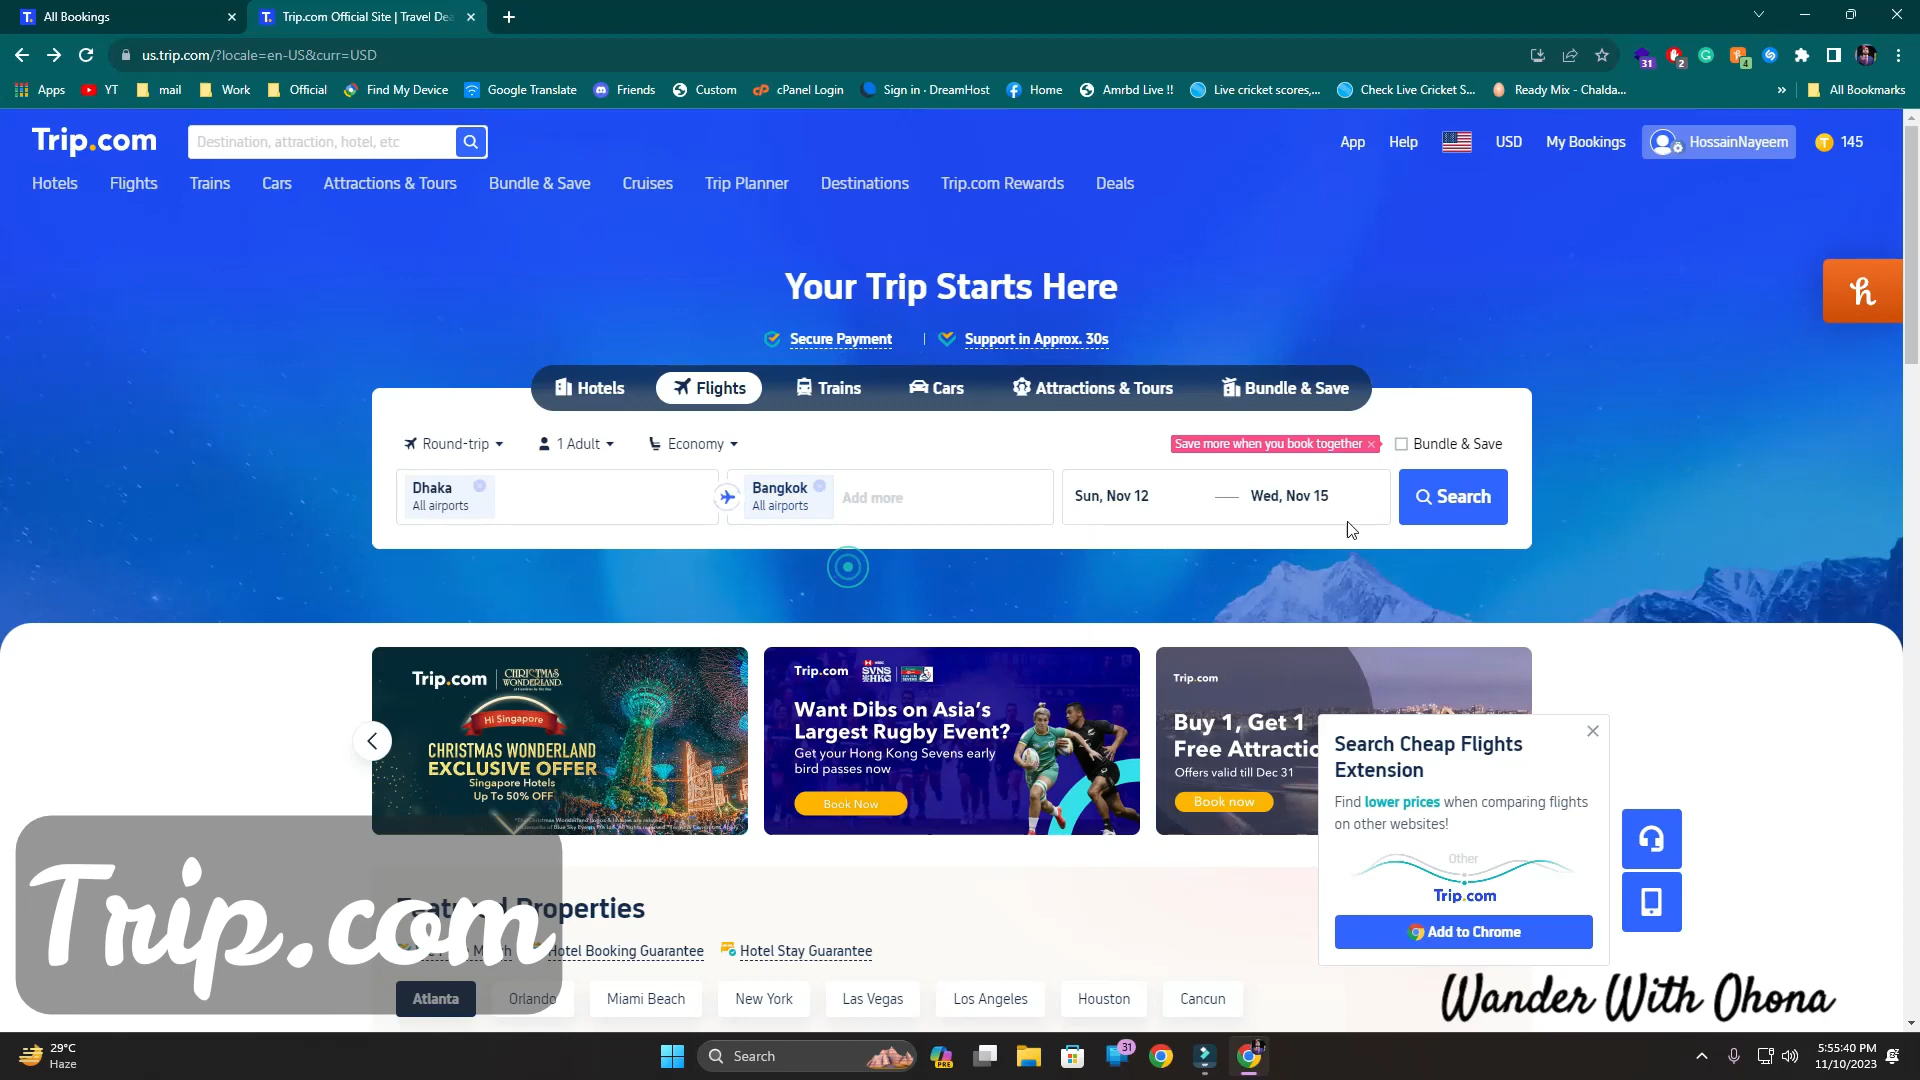 All Bookings
Trip.com Official Site | Travel Dea
us.trip.com/?locale=en-US&curr=USD
31
2
4
Apps
YT
mail
Work
Official
Find My Device
Google Translate
Friends
Custom
cPanel Login
Sign in · DreamHost
Home
Amrbd Live !!
Live cricket scores,...
Check Live Cricket S...
Ready Mix - Chalda...
»
All Bookmarks
Trip.com
Destination, attraction, hotel, etc
App
Help
USD
My Bookings
HossainNayeem
145
Hotels
Flights
Trains
Cars
Attractions & Tours
Bundle & Save
Cruises
Trip Planner
Destinations
Trip.com Rewards
Deals
Your Trip Starts Here
Secure Payment
Support in Approx. 30s
Hotels
Flights
Trains
Cars
Attractions & Tours
Bundle & Save
Round-trip
1 Adult
Economy
Save more when you book together
Bundle & Save
Dhaka
All airports
Bangkok
All airports
Add more
Sun, Nov 12
Wed, Nov 15
Search
Trip.com
CHRISTMAS
WONDERLAND
Hi Singapore
CHRISTMAS WONDERLAND
EXCLUSIVE OFFER
Singapore Hotels
Up To 50% OFF
Trip.com
Want Dibs on Asia's
Largest Rugby Event?
Get your Hong Kong Sevens early
bird passes now
Book Now
Trip.com
Buy 1, Get 1
Free Attractic
Offers valid till Dec 31
Book now
Search Cheap Flights
Extension
Find lower prices when comparing flights
on other websites!
Other
Trip.com
Add to Chrome
Trip.com
Properties
Hotel Booking Guarantee
Hotel Stay Guarantee
Atlanta
Orlando
Miami Beach
New York
Las Vegas
Los Angeles
Houston
Cancun
Wander With Ohona
29°C
Haze
Search
PRE
31
5:55:40 PM
11/10/2023